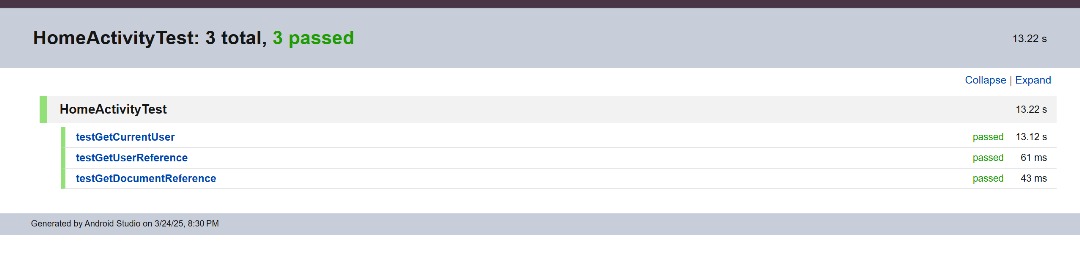 HomeActivityTest: 3 total, 3 passed 13.22 s
Collapse | Expand
HomeActivityTest 13.22 s
testGetCurrentUser passed 13.12 s
testGetUserReference passed 61 ms
testGetDocumentReference passed 43 ms
Generated by Android Studio on 3/24/25, 8:30 PM